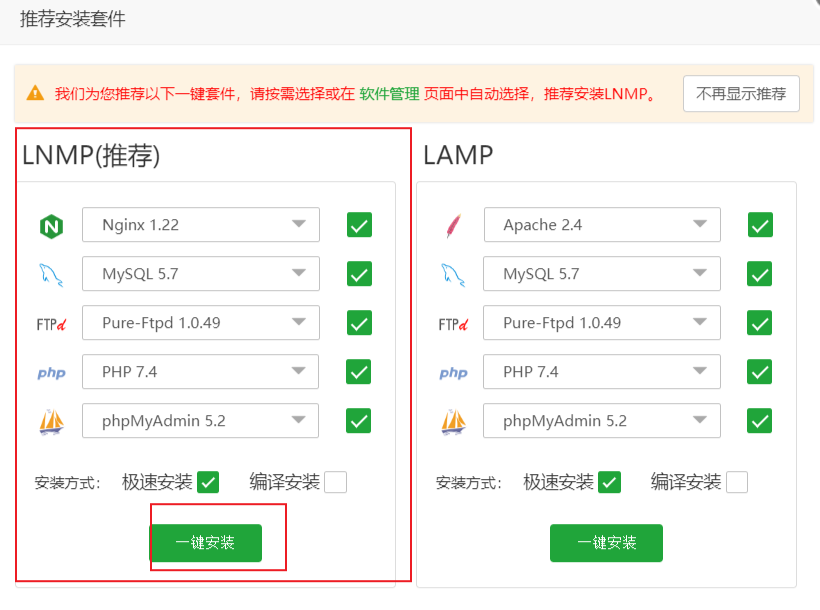 推荐安装套件
我们为您推荐以下一键套件，请按需选择或在 软件管理 页面中自动选择，推荐安装LNMP。
不再显示推荐
LNMP(推荐)
Nginx 1.22
MySQL 5.7
FTPd
Pure-Ftpd 1.0.49
php
PHP 7.4
phpMyAdmin 5.2
安装方式： 极速安装 编译安装
一键安装
LAMP
Apache 2.4
MySQL 5.7
FTPd
Pure-Ftpd 1.0.49
php
PHP 7.4
phpMyAdmin 5.2
安装方式： 极速安装 编译安装
一键安装